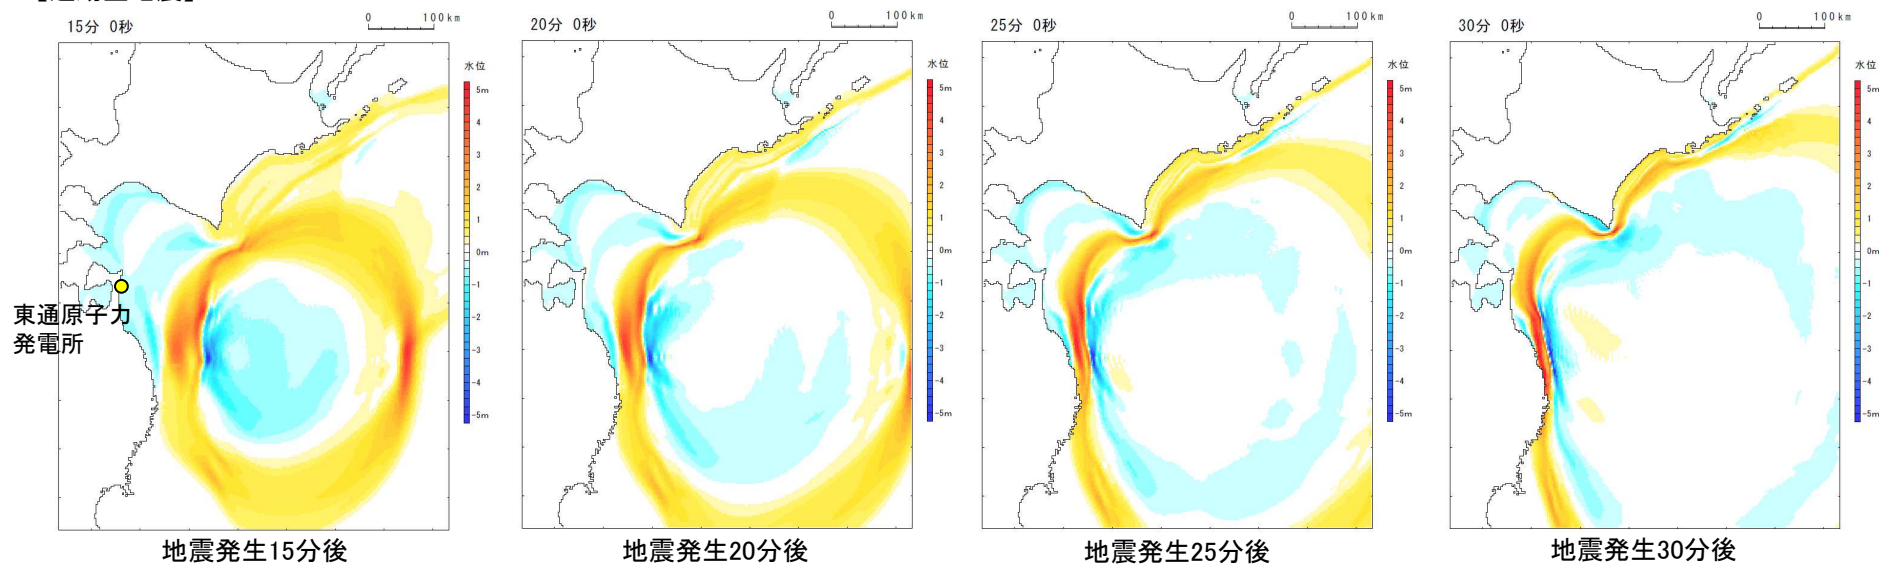 15分 0秒
0 100km
水位
5m
4
3
2
1
0m
-1
-2
-3
-4
-5m
東通原子力
発電所
地震発生15分後
20分 0秒
0 100km
水位
5m
4
3
2
1
0m
-1
-2
-3
-4
-5m
地震発生20分後
25分 0秒
0 100km
水位
5m
4
3
2
1
0m
-1
-2
-3
-4
-5m
地震発生25分後
30分 0秒
0 100km
水位
5m
4
3
2
1
0m
-1
-2
-3
-4
-5m
地震発生30分後